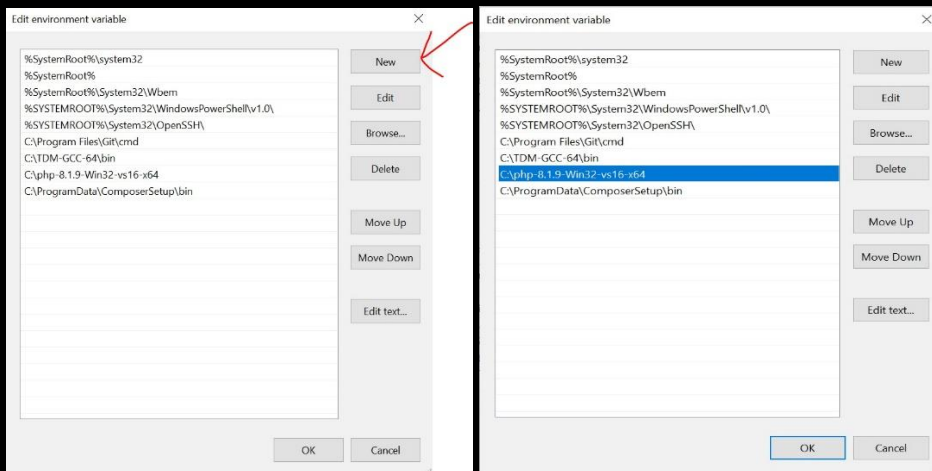 Edit environment variable
%SystemRoot%\system32
%SystemRoot%
%SystemRoot%\System32\Wbem
%SYSTEMROOT%\System32\WindowsPowerShell\v1.0\
%SYSTEMROOT%\System32\OpenSSH\
C:\Program Files\Git\cmd
C:\TDM-GCC-64\bin
C:\php-8.1.9-Win32-vs16-x64
C:\ProgramData\ComposerSetup\bin
New
Edit
Browse...
Delete
Move Up
Move Down
Edit text...
OK
Cancel
Edit environment variable
%SystemRoot%\system32
%SystemRoot%
%SystemRoot%\System32\Wbem
%SYSTEMROOT%\System32\WindowsPowerShell\v1.0\
%SYSTEMROOT%\System32\OpenSSH\
C:\Program Files\Git\cmd
C:\TDM-GCC-64\bin
C:\php-8.1.9-Win32-vs16-x64
C:\ProgramData\ComposerSetup\bin
New
Edit
Browse...
Delete
Move Up
Move Down
Edit text...
OK
Cancel